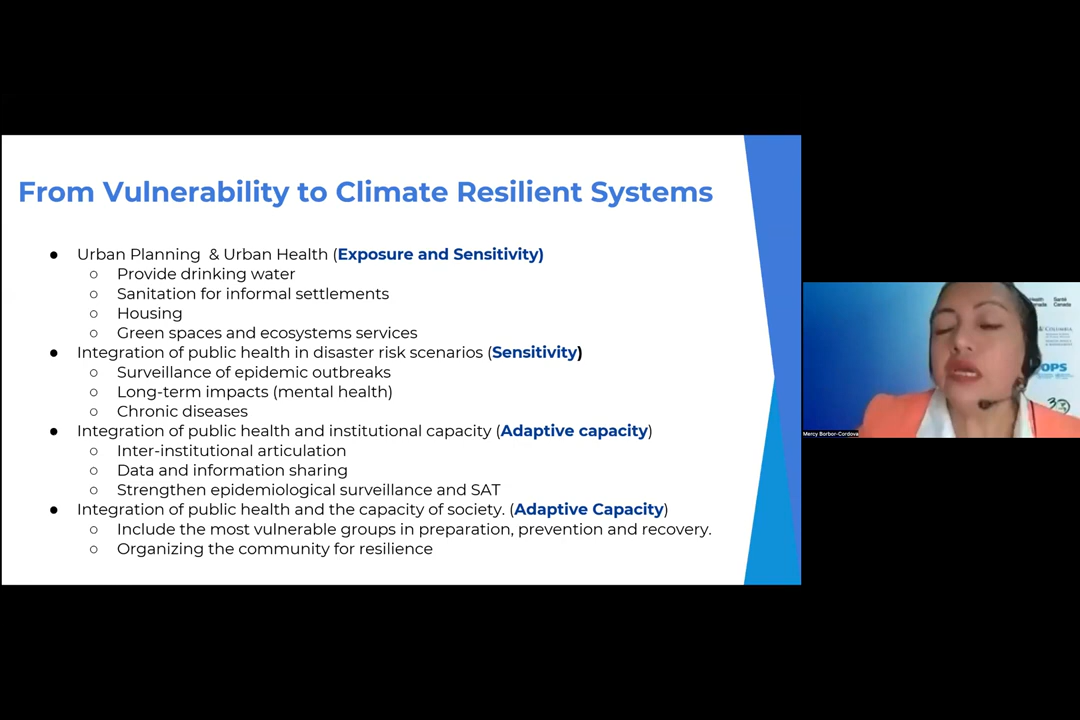 From Vulnerability to Climate Resilient Systems
● Urban Planning & Urban Health (Exposure and Sensitivity)
○ Provide drinking water
○ Sanitation for informal settlements
○ Housing
○ Green spaces and ecosystems services
● Integration of public health in disaster risk scenarios (Sensitivity)
○ Surveillance of epidemic outbreaks
○ Long-term impacts (mental health)
○ Chronic diseases
● Integration of public health and institutional capacity (Adaptive capacity)
○ Inter-institutional articulation
○ Data and information sharing
○ Strengthen epidemiological surveillance and SAT
● Integration of public health and the capacity of society. (Adaptive Capacity)
○ Include the most vulnerable groups in preparation, prevention and recovery.
○ Organizing the community for resilience
Santé
Canada
COLUMBIA
OPS
Mercy Borbor-Cordova